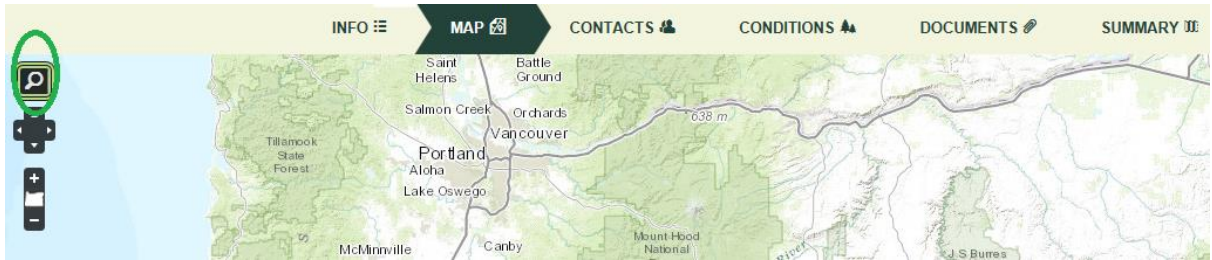 INFO
MAP
CONTACTS
CONDITIONS
DOCUMENTS
SUMMARY
Saint
Helens
Battle
Ground
Salmon Creek
Orchards
638 m
Vancouver
Tillamook
State
Forest
Portland
Aloha
Lake Oswego
+
−
McMinnville
Canby
Mount Hood
National
River
J S Burres